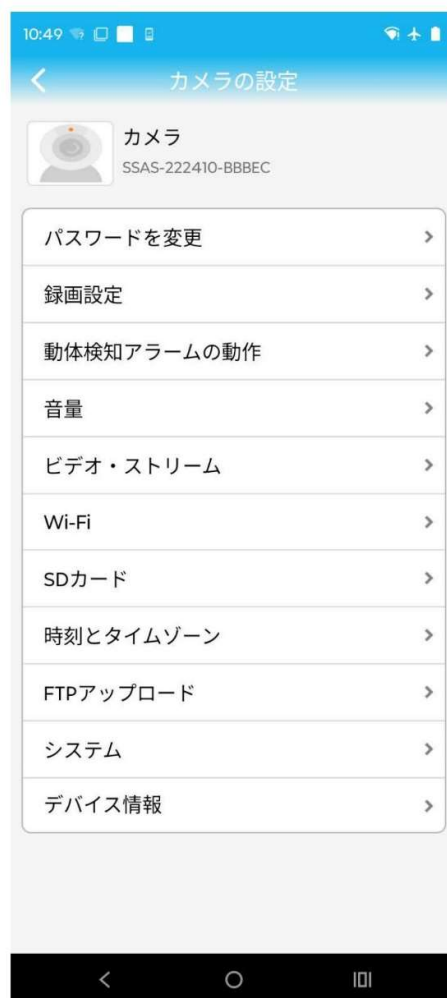 10:49
カメラの設定
カメラ
SSAS-222410-BBBEC
パスワードを変更
録画設定
動体検知アラームの動作
音量
ビデオ・ストリーム
Wi-Fi
SDカード
時刻とタイムゾーン
FTPアップロード
システム
デバイス情報